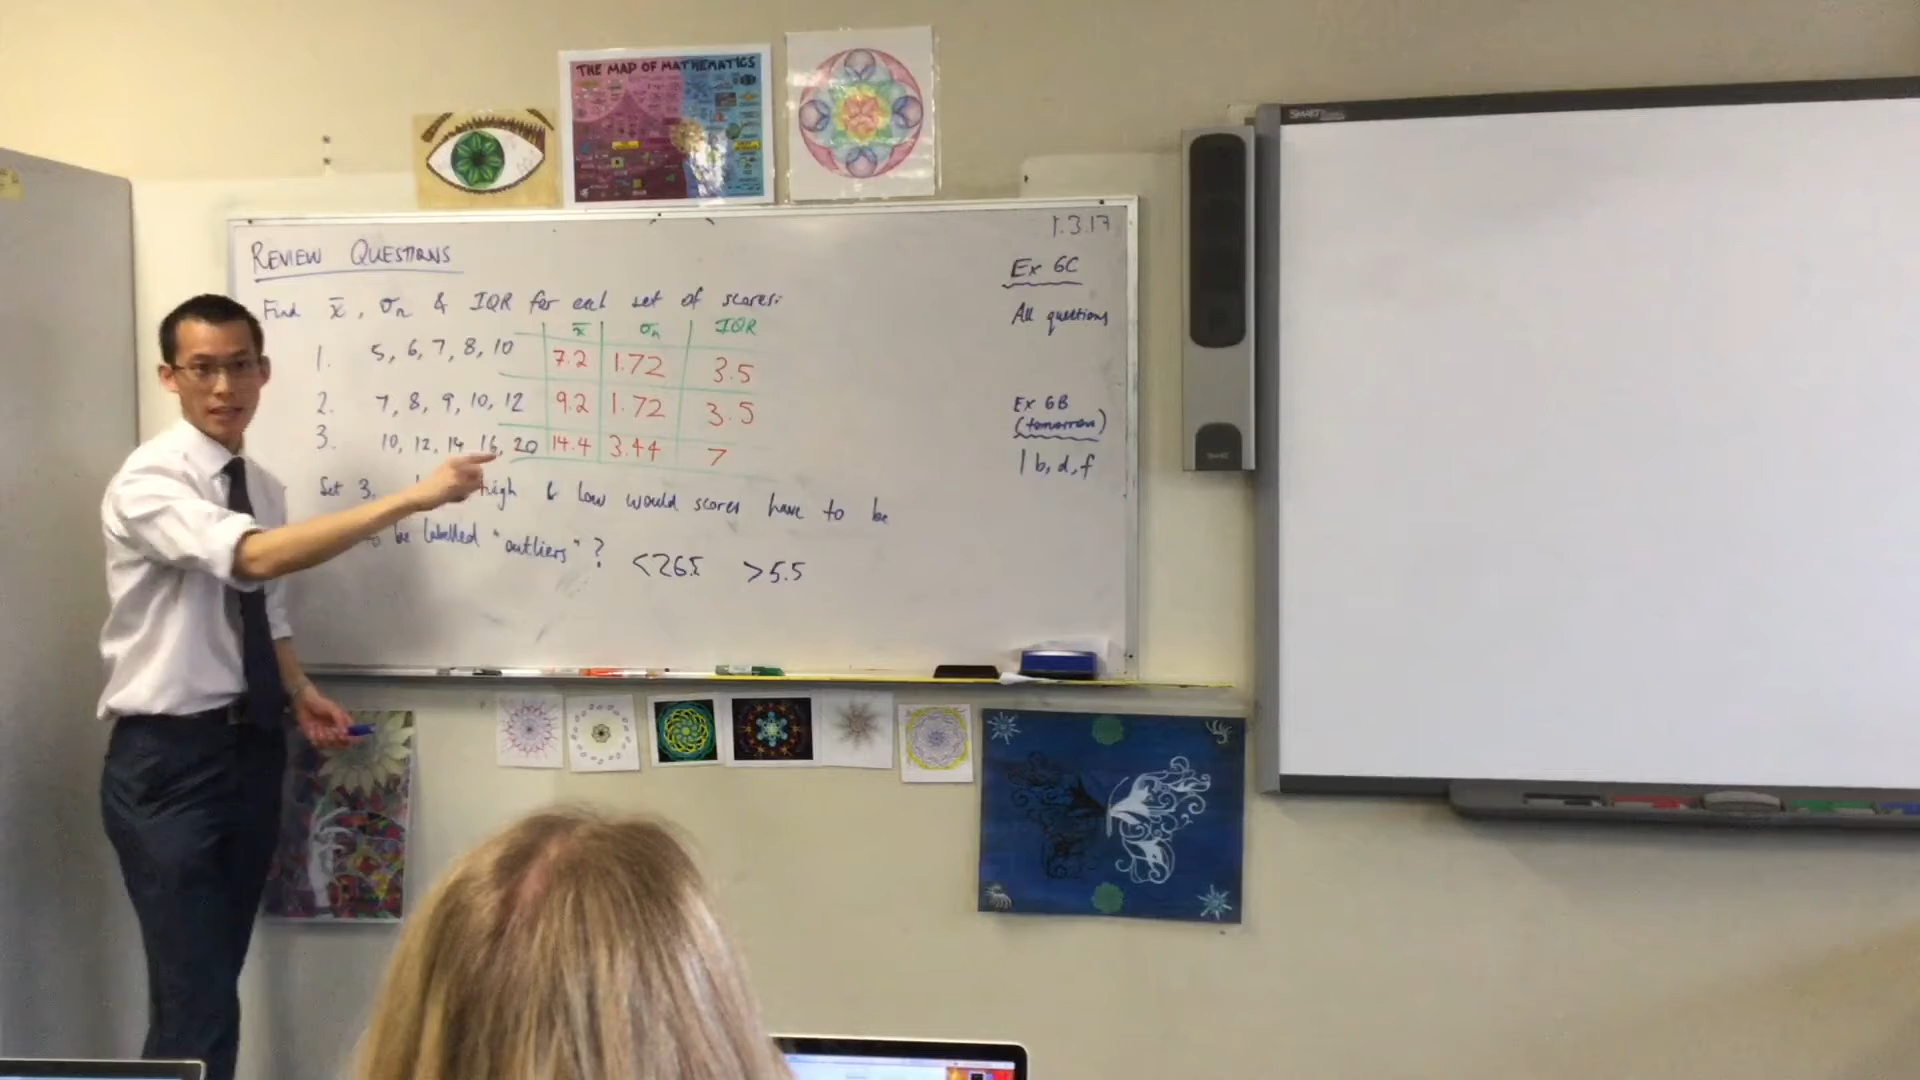 THE MAP OF MATHEMATICS
SMART
1.3.17
REVIEW QUESTIONS
Find x̄, σn & IQR for each set of scores:
x̄ σn IQR
1. 5, 6, 7, 8, 10 7.2 1.72 3.5
2. 7, 8, 9, 10, 12 9.2 1.72 3.5
3. 10, 12, 14, 16, 20 14.4 3.44 7
Set 3. high & low would scores have to be
to be labelled "outliers"? <26.5 >5.5
Ex 6C
All questions
Ex 6B
(tomorrow)
1 b, d, f